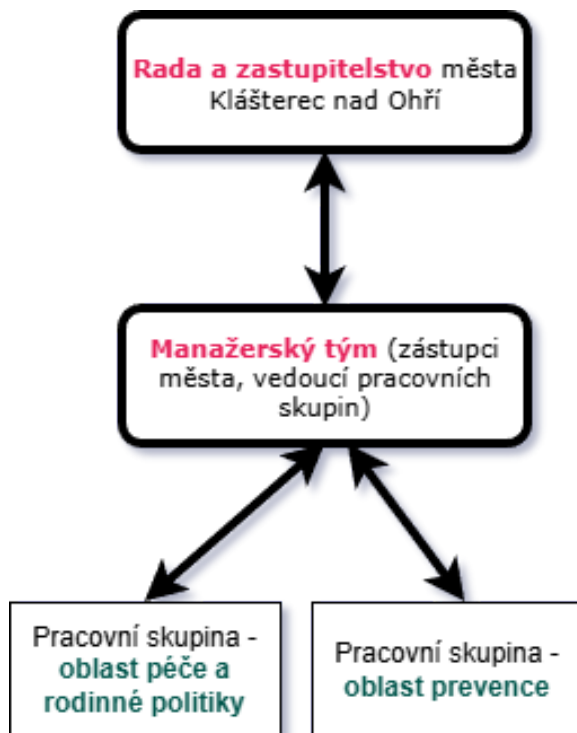 Rada a zastupitelstvo města
Klášterec nad Ohří
Manažerský tým (zástupci
města, vedoucí pracovních
skupin)
Pracovní skupina -
oblast péče a
rodinné politiky
Pracovní skupina -
oblast prevence